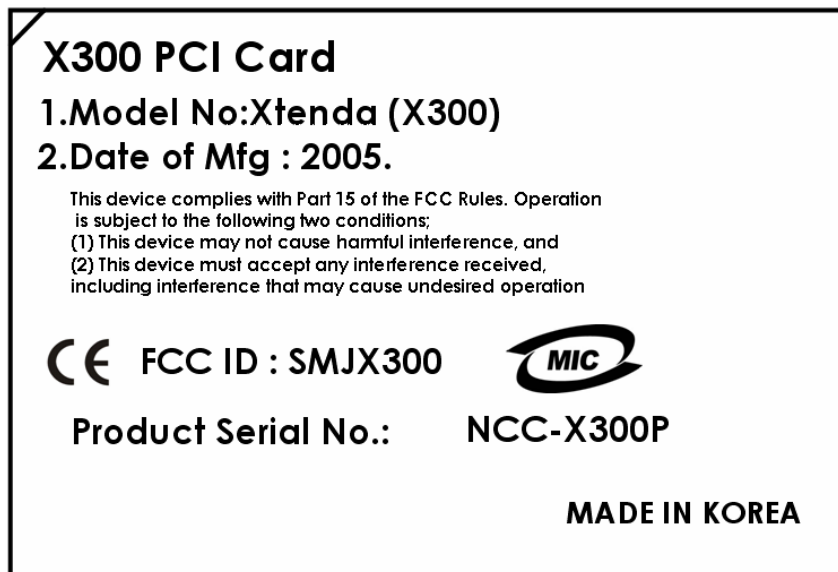 X300 PCI Card
1.Model No:Xtenda (X300)
2.Date of Mfg : 2005.
This device complies with Part 15 of the FCC Rules. Operation
is subject to the following two conditions;
(1) This device may not cause harmful interference, and
(2) This device must accept any interference received,
including interference that may cause undesired operation
CE FCC ID : SMJX300 MIC
Product Serial No.: NCC-X300P
MADE IN KOREA